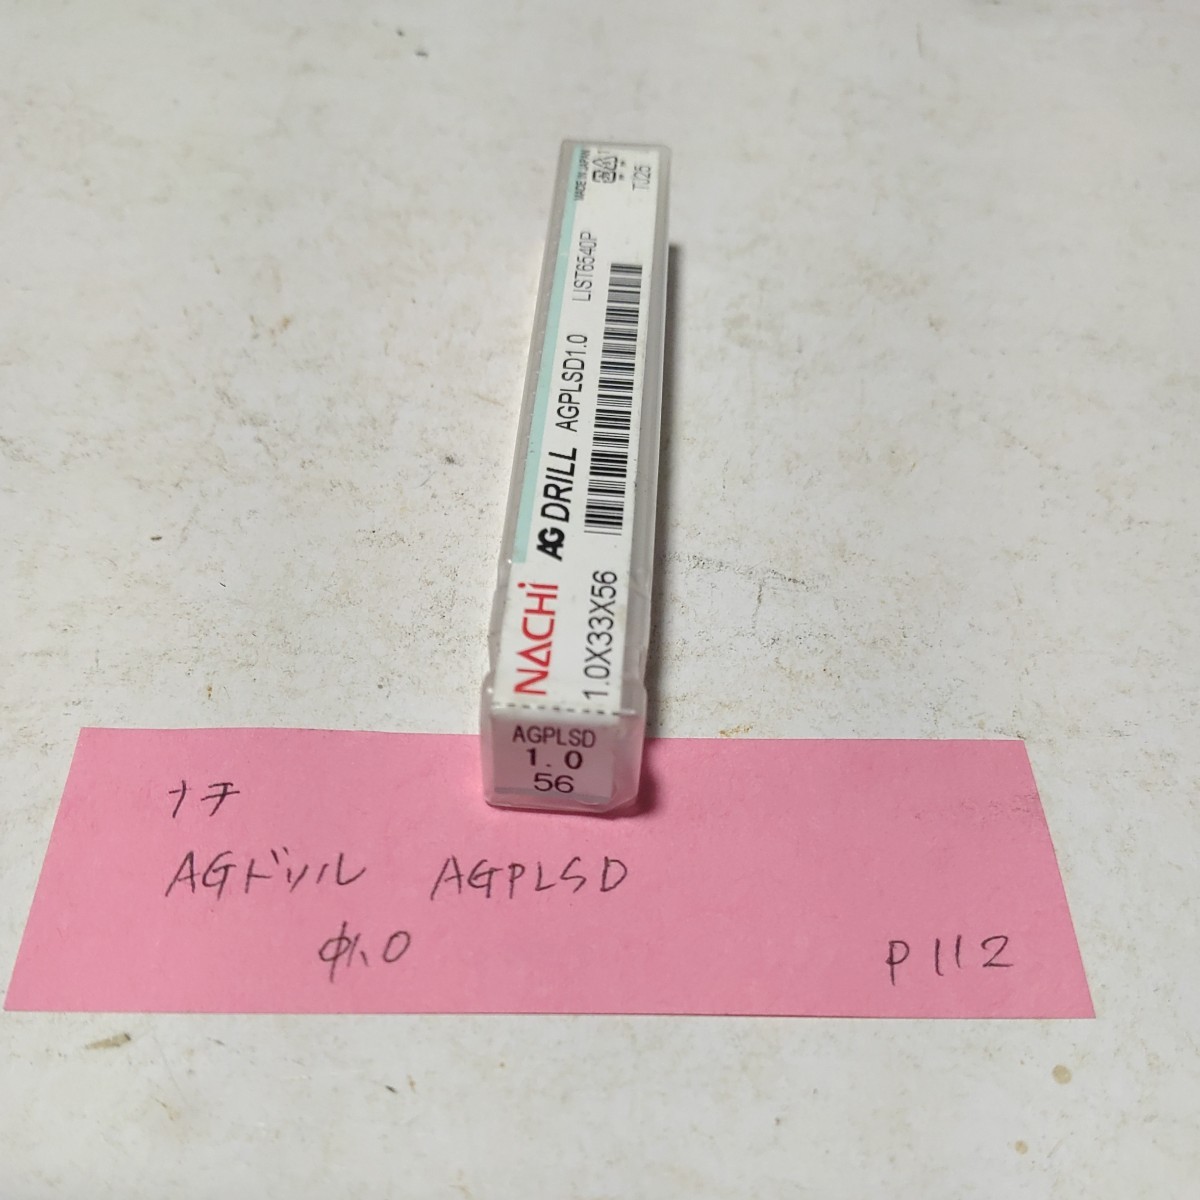 NACHi AG DRILL AGPLSD1.0 LIST6540P MADE IN JAPAN
1.0X33X56 TJ25
AGPLSD
1.0
56
ナチ
AGドリル AGPLSD
φ1.0 P112